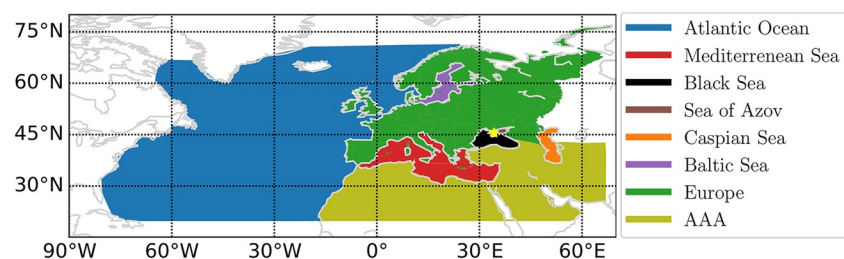 75°N
60°N
45°N
30°N
90°W 60°W 30°W 0° 30°E 60°E
Atlantic Ocean
Mediterrenean Sea
Black Sea
Sea of Azov
Caspian Sea
Baltic Sea
Europe
AAA